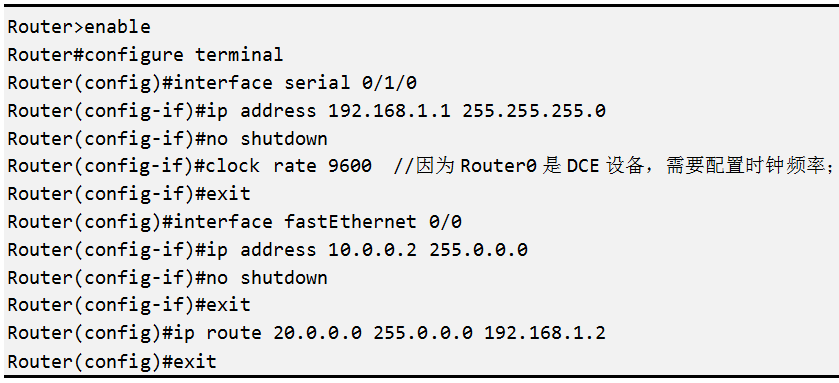 Router>enable
Router#configure terminal
Router(config)#interface serial 0/1/0
Router(config-if)#ip address 192.168.1.1 255.255.255.0
Router(config-if)#no shutdown
Router(config-if)#clock rate 9600  //因为 Router0 是 DCE 设备，需要配置时钟频率；
Router(config-if)#exit
Router(config)#interface fastEthernet 0/0
Router(config-if)#ip address 10.0.0.2 255.0.0.0
Router(config-if)#no shutdown
Router(config-if)#exit
Router(config)#ip route 20.0.0.0 255.0.0.0 192.168.1.2
Router(config)#exit